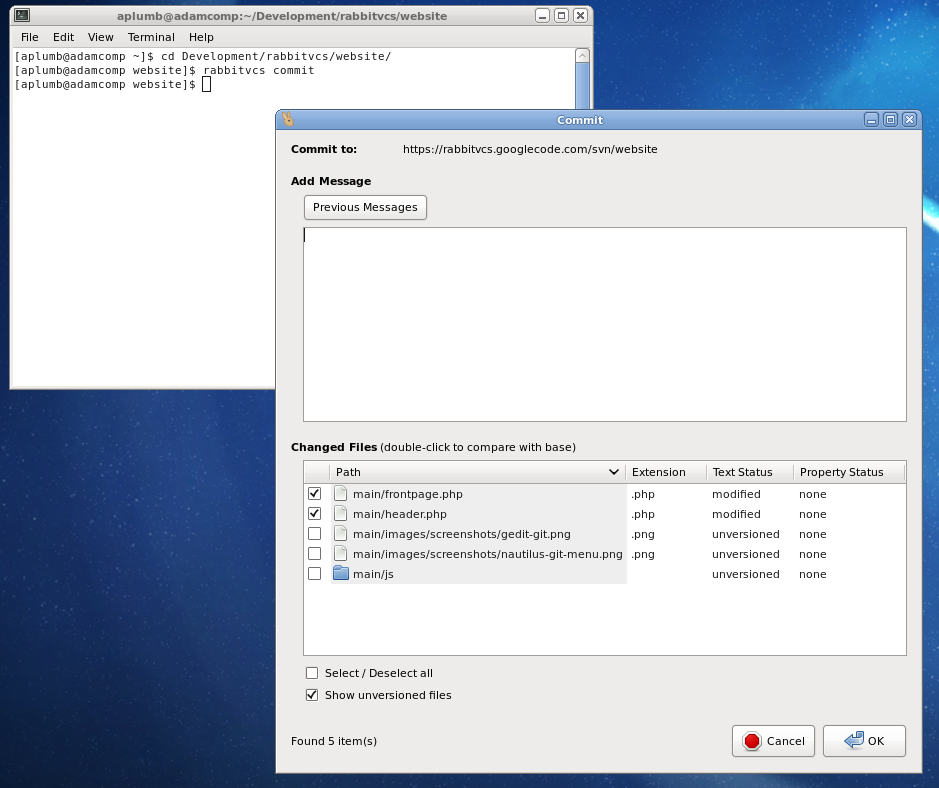 aplumb@adamcomp:~/Development/rabbitvcs/website
File Edit View Terminal Help
[aplumb@adamcomp ~]$ cd Development/rabbitvcs/website/
[aplumb@adamcomp website]$ rabbitvcs commit
[aplumb@adamcomp website]$
Commit
Commit to: https://rabbitvcs.googlecode.com/svn/website
Add Message
Previous Messages
Changed Files (double-click to compare with base)
Path Extension Text Status Property Status
main/frontpage.php .php modified none
main/header.php .php modified none
main/images/screenshots/gedit-git.png .png unversioned none
main/images/screenshots/nautilus-git-menu.png .png unversioned none
main/js unversioned none
Select / Deselect all
Show unversioned files
Found 5 item(s) Cancel OK